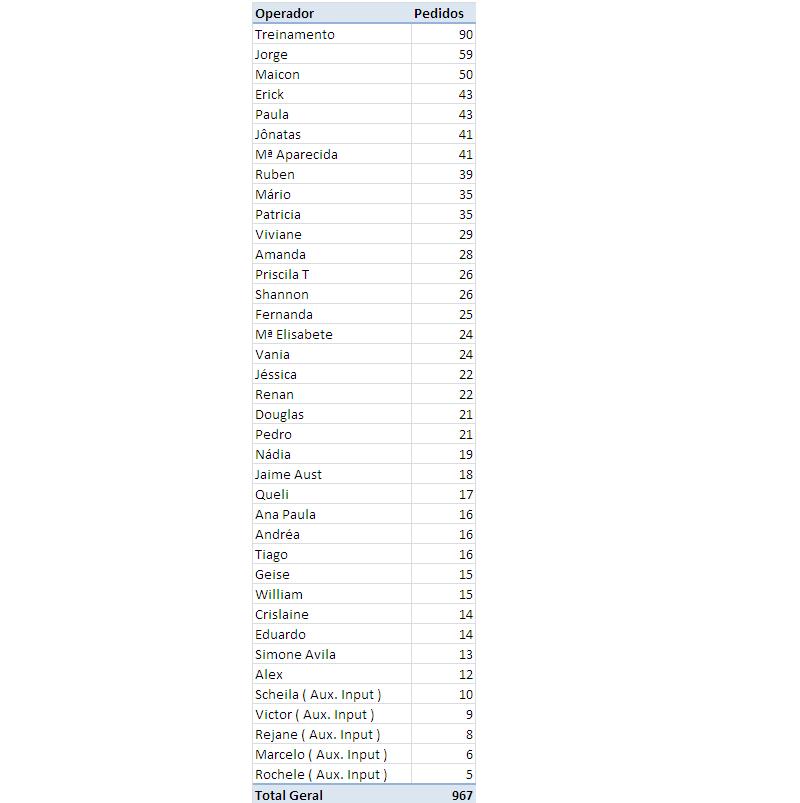 Operador Pedidos
Treinamento 90
Jorge 59
Maicon 50
Erick 43
Paula 43
Jônatas 41
Mª Aparecida 41
Ruben 39
Mário 35
Patricia 35
Viviane 29
Amanda 28
Priscila T 26
Shannon 26
Fernanda 25
Mª Elisabete 24
Vania 24
Jéssica 22
Renan 22
Douglas 21
Pedro 21
Nádia 19
Jaime Aust 18
Queli 17
Ana Paula 16
Andréa 16
Tiago 16
Geise 15
William 15
Crislaine 14
Eduardo 14
Simone Avila 13
Alex 12
Scheila ( Aux. Input ) 10
Victor ( Aux. Input ) 9
Rejane ( Aux. Input ) 8
Marcelo ( Aux. Input ) 6
Rochele ( Aux. Input ) 5
Total Geral 967